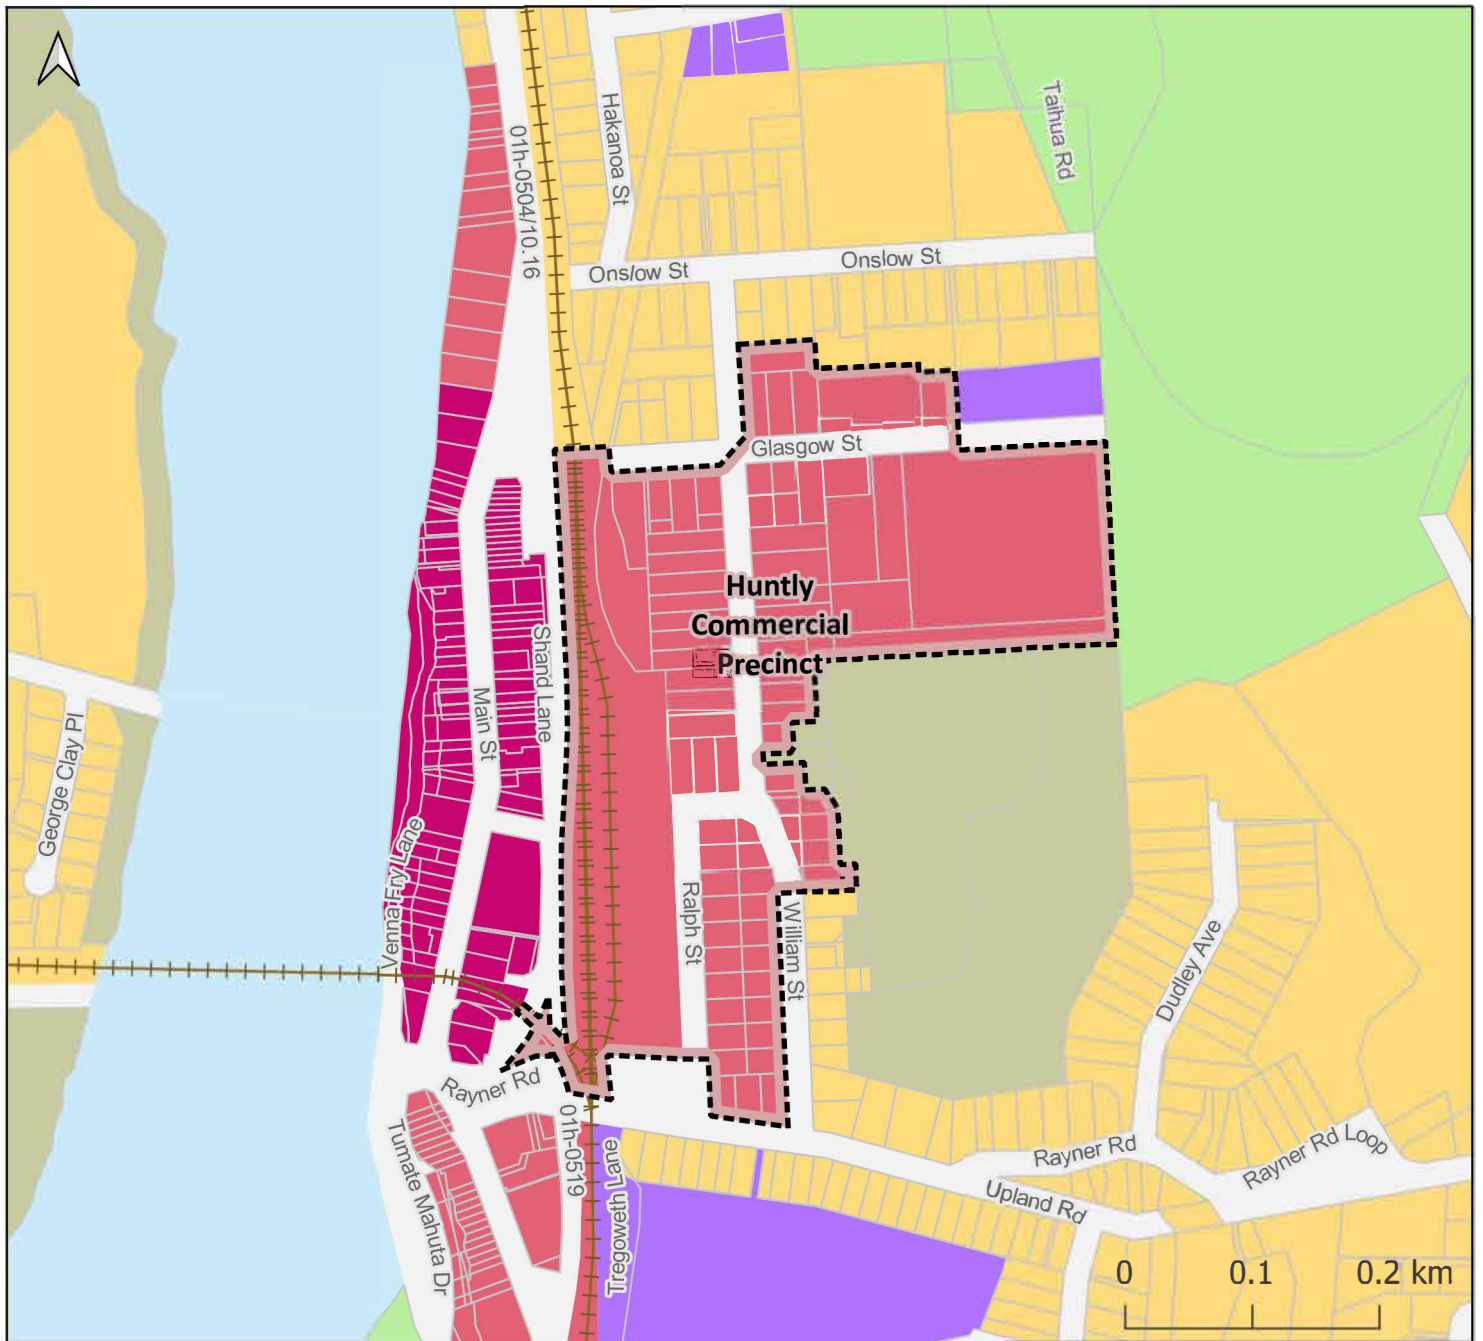 Hakanoa St
Taihua Rd
01h-0504/10.16
Onslow St
Onslow St
Glasgow St
Huntly
Commercial
Precinct
Shand Lane
Main St
George Clay Pl
Venna Fry Lane
Ralph St
William St
Dudley Ave
Rayner Rd
01h-0519
Tumate Mahuta Dr
Tregoweth Lane
Rayner Rd
Rayner Rd Loop
Upland Rd
0 0.1 0.2 km